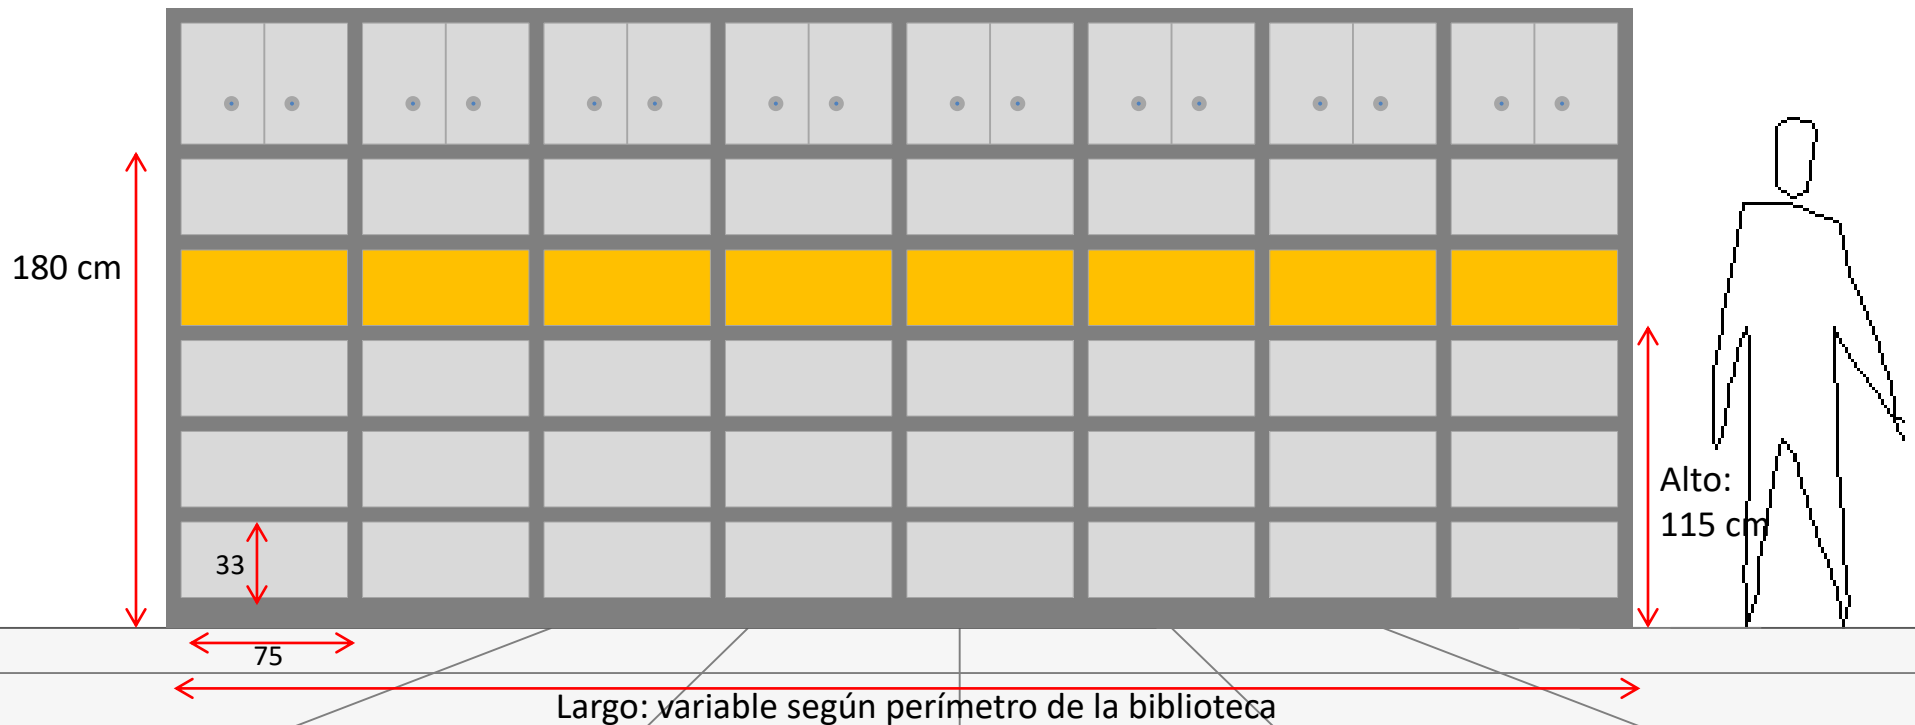 180 cm
Alto:
115 cm
33
75
Largo: variable según perímetro de la biblioteca